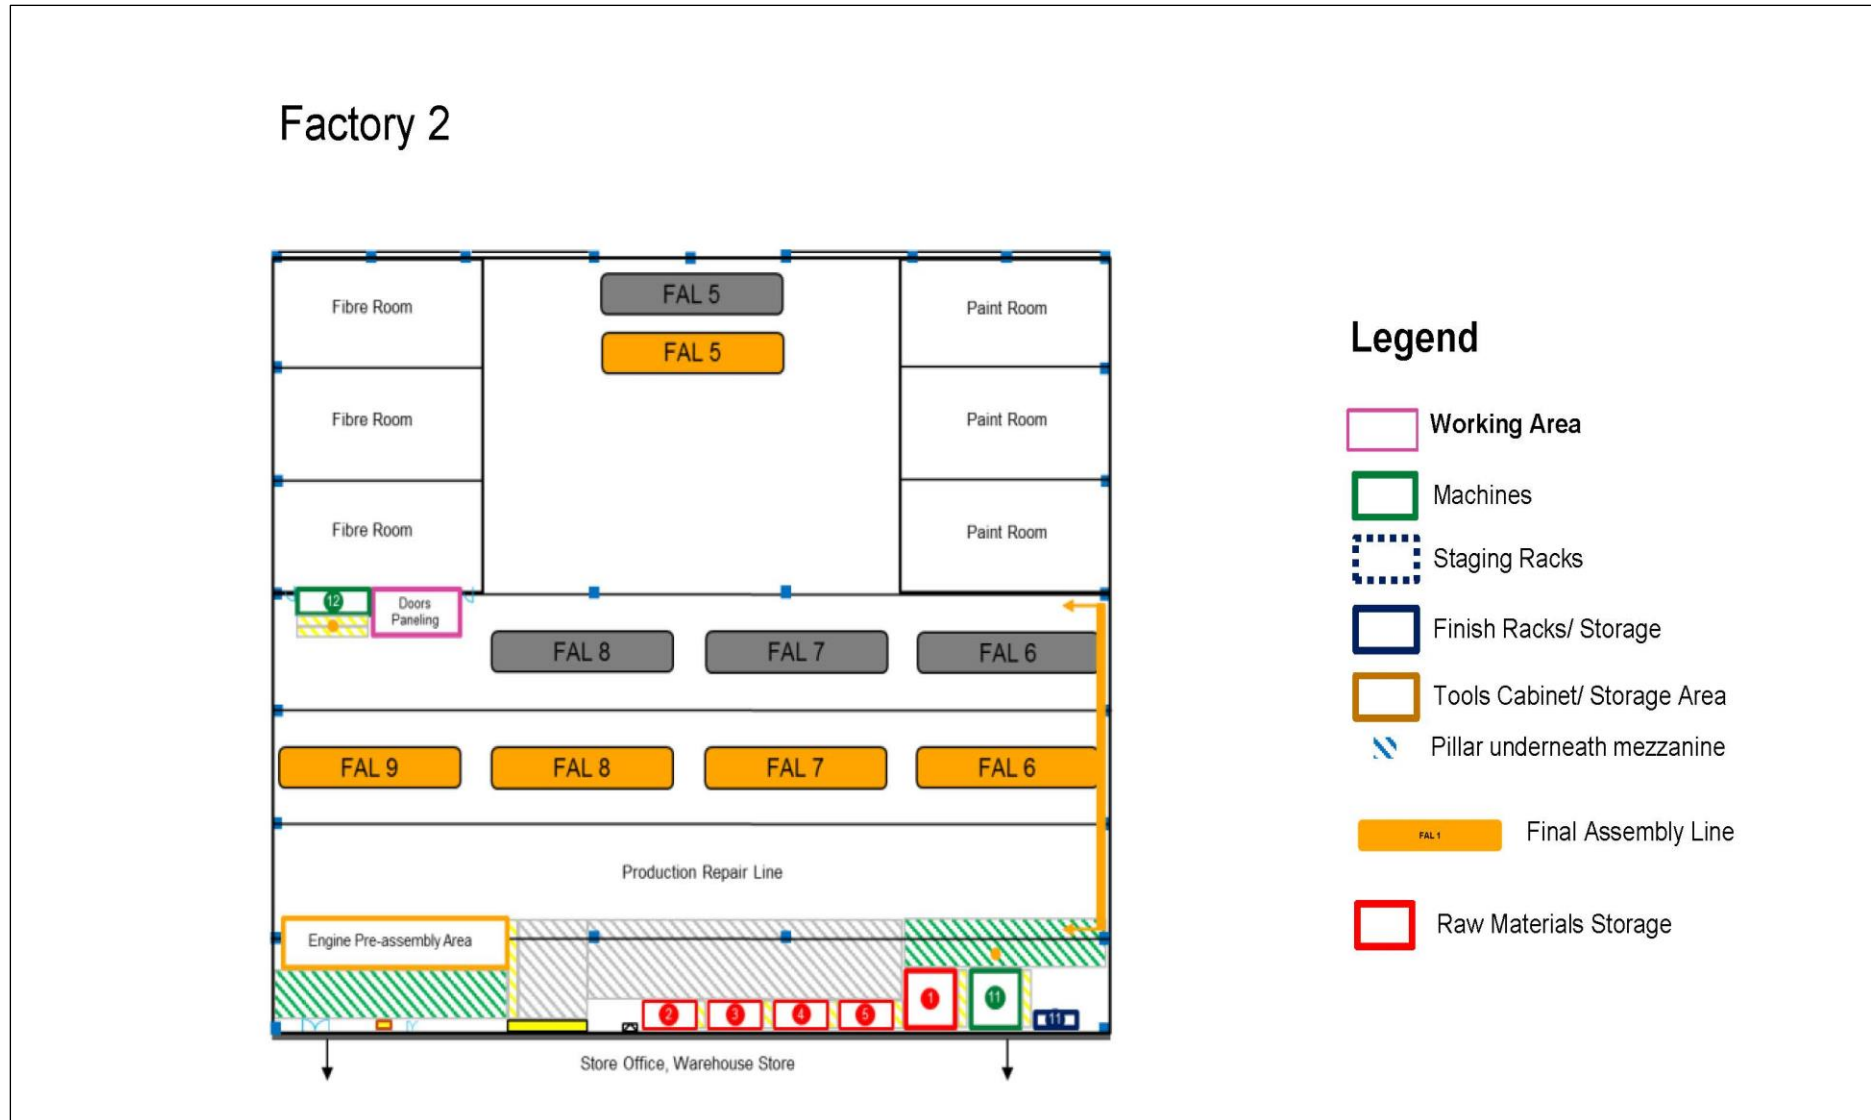 Factory 2
FAL 5
Fibre Room
Paint Room
FAL 5
Fibre Room
Paint Room
Fibre Room
Paint Room
12
Doors
Paneling
FAL 8
FAL 7
FAL 6
FAL 9
FAL 8
FAL 7
FAL 6
Production Repair Line
Engine Pre-assembly Area
2
3
4
5
1
11
11
Store Office, Warehouse Store
Legend
Working Area
Machines
Staging Racks
Finish Racks/ Storage
Tools Cabinet/ Storage Area
Pillar underneath mezzanine
FAL 1
Final Assembly Line
Raw Materials Storage